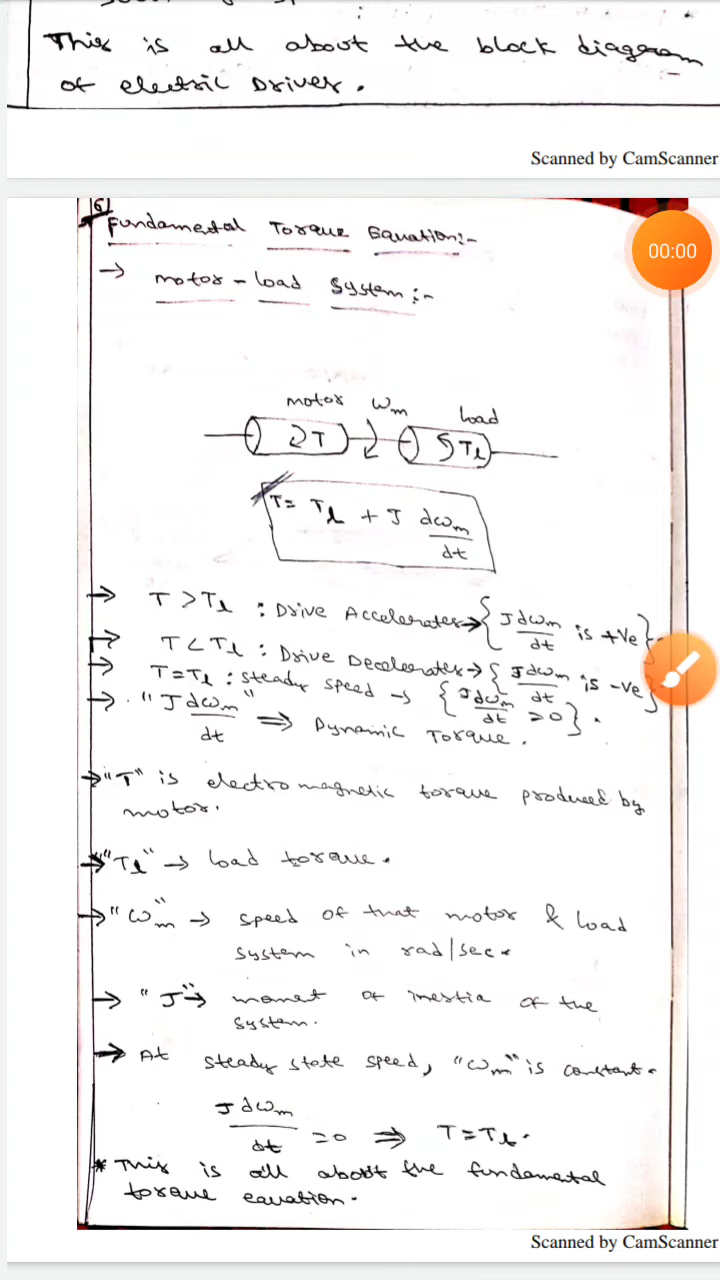 This is all about the block diagram
of electric Drives.
Scanned by CamScanner
6)
Fundamental Torque Equation:-
→ motor - load system :-
motor ωm load
T Tl
T = Tl + J dωm/dt
00:00
→ T > Tl : Drive Accelerates → { J dωm/dt is +ve }
→ T < Tl : Drive Decelerates → { J dωm/dt is -ve }
→ T = Tl : steady speed → { J dωm/dt = 0 }.
→ "J dωm/dt" ⇒ Dynamic Torque.
→ "T" is electromagnetic torque produced by
motor.
→ "Tl" → load torque.
→ "ωm" → speed of that motor & load
system in rad/sec.
→ "J" → moment of inertia of the
system.
→ At steady state speed, "ωm" is constant.
J dωm/dt = 0 ⇒ T = Tl.
* This is all about the fundamental
torque equation.
Scanned by CamScanner